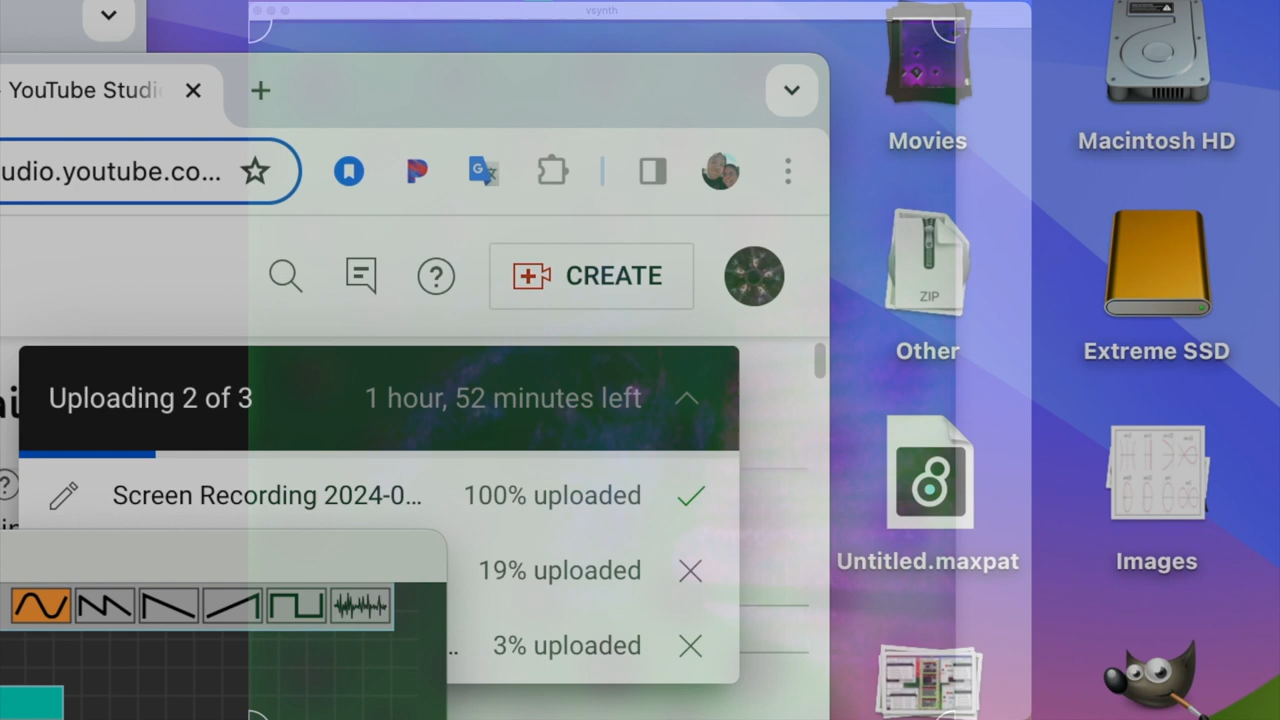 vsynth
YouTube Studi
udio.youtube.co...
CREATE
Uploading 2 of 3
1 hour, 52 minutes left
Screen Recording 2024-0...
100% uploaded
19% uploaded
.. 3% uploaded
Movies
Macintosh HD
ZIP
Other
Extreme SSD
Untitled.maxpat
Images